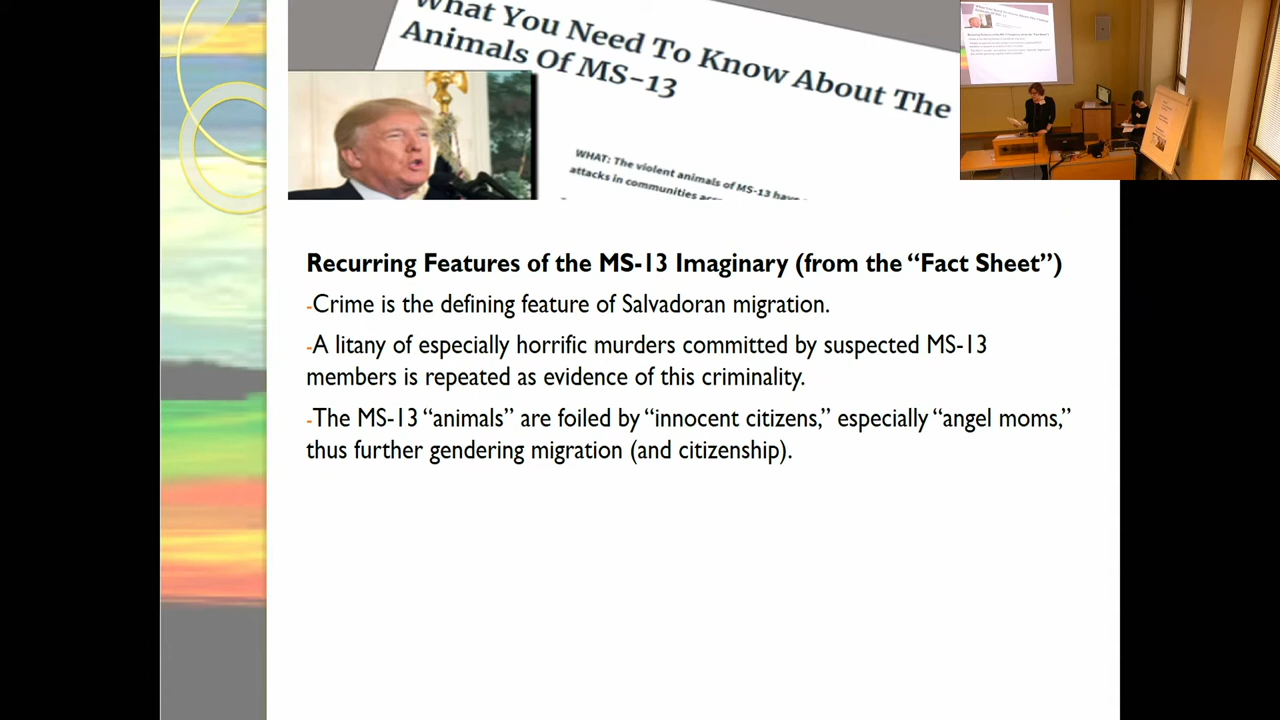 What You Need To Know About The
Animals Of MS-13
WHAT: The violent animals of MS-13 have
attacks in communities
Recurring Features of the MS-13 Imaginary (from the “Fact Sheet”)
-Crime is the defining feature of Salvadoran migration.
-A litany of especially horrific murders committed by suspected MS-13
members is repeated as evidence of this criminality.
-The MS-13 “animals” are foiled by “innocent citizens,” especially “angel moms,”
thus further gendering migration (and citizenship).